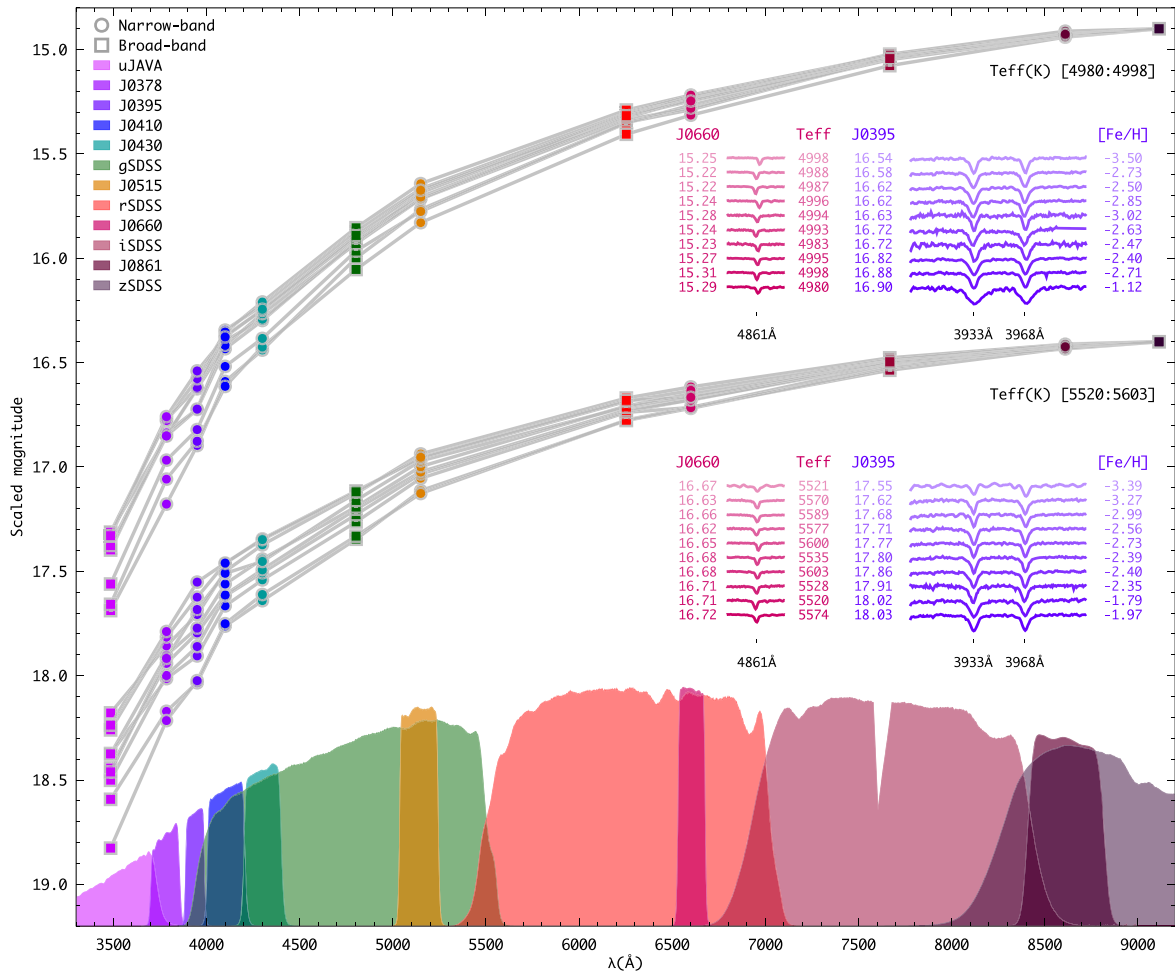 Narrow-band
Broad-band
uJAVA
J0378
J0395
J0410
J0430
gSDSS
J0515
rSDSS
J0660
iSDSS
J0861
zSDSS
Teff(K) [4980:4998]
J0660 Teff J0395 [Fe/H]
15.25 4998 16.54 -3.50
15.22 4988 16.58 -2.73
15.22 4987 16.62 -2.50
15.24 4996 16.62 -2.85
15.28 4994 16.63 -3.02
15.24 4993 16.72 -2.63
15.23 4983 16.72 -2.47
15.27 4995 16.82 -2.40
15.31 4998 16.88 -2.71
15.29 4980 16.90 -1.12
4861Å 3933Å 3968Å
Teff(K) [5520:5603]
J0660 Teff J0395 [Fe/H]
16.67 5521 17.55 -3.39
16.63 5570 17.62 -3.27
16.66 5589 17.68 -2.99
16.62 5577 17.71 -2.56
16.65 5600 17.77 -2.73
16.68 5535 17.80 -2.39
16.68 5603 17.86 -2.40
16.71 5528 17.91 -2.35
16.71 5520 18.02 -1.79
16.72 5574 18.03 -1.97
4861Å 3933Å 3968Å
Scaled magnitude
15.0
15.5
16.0
16.5
17.0
17.5
18.0
18.5
19.0
3500 4000 4500 5000 5500 6000 6500 7000 7500 8000 8500 9000
λ(Å)